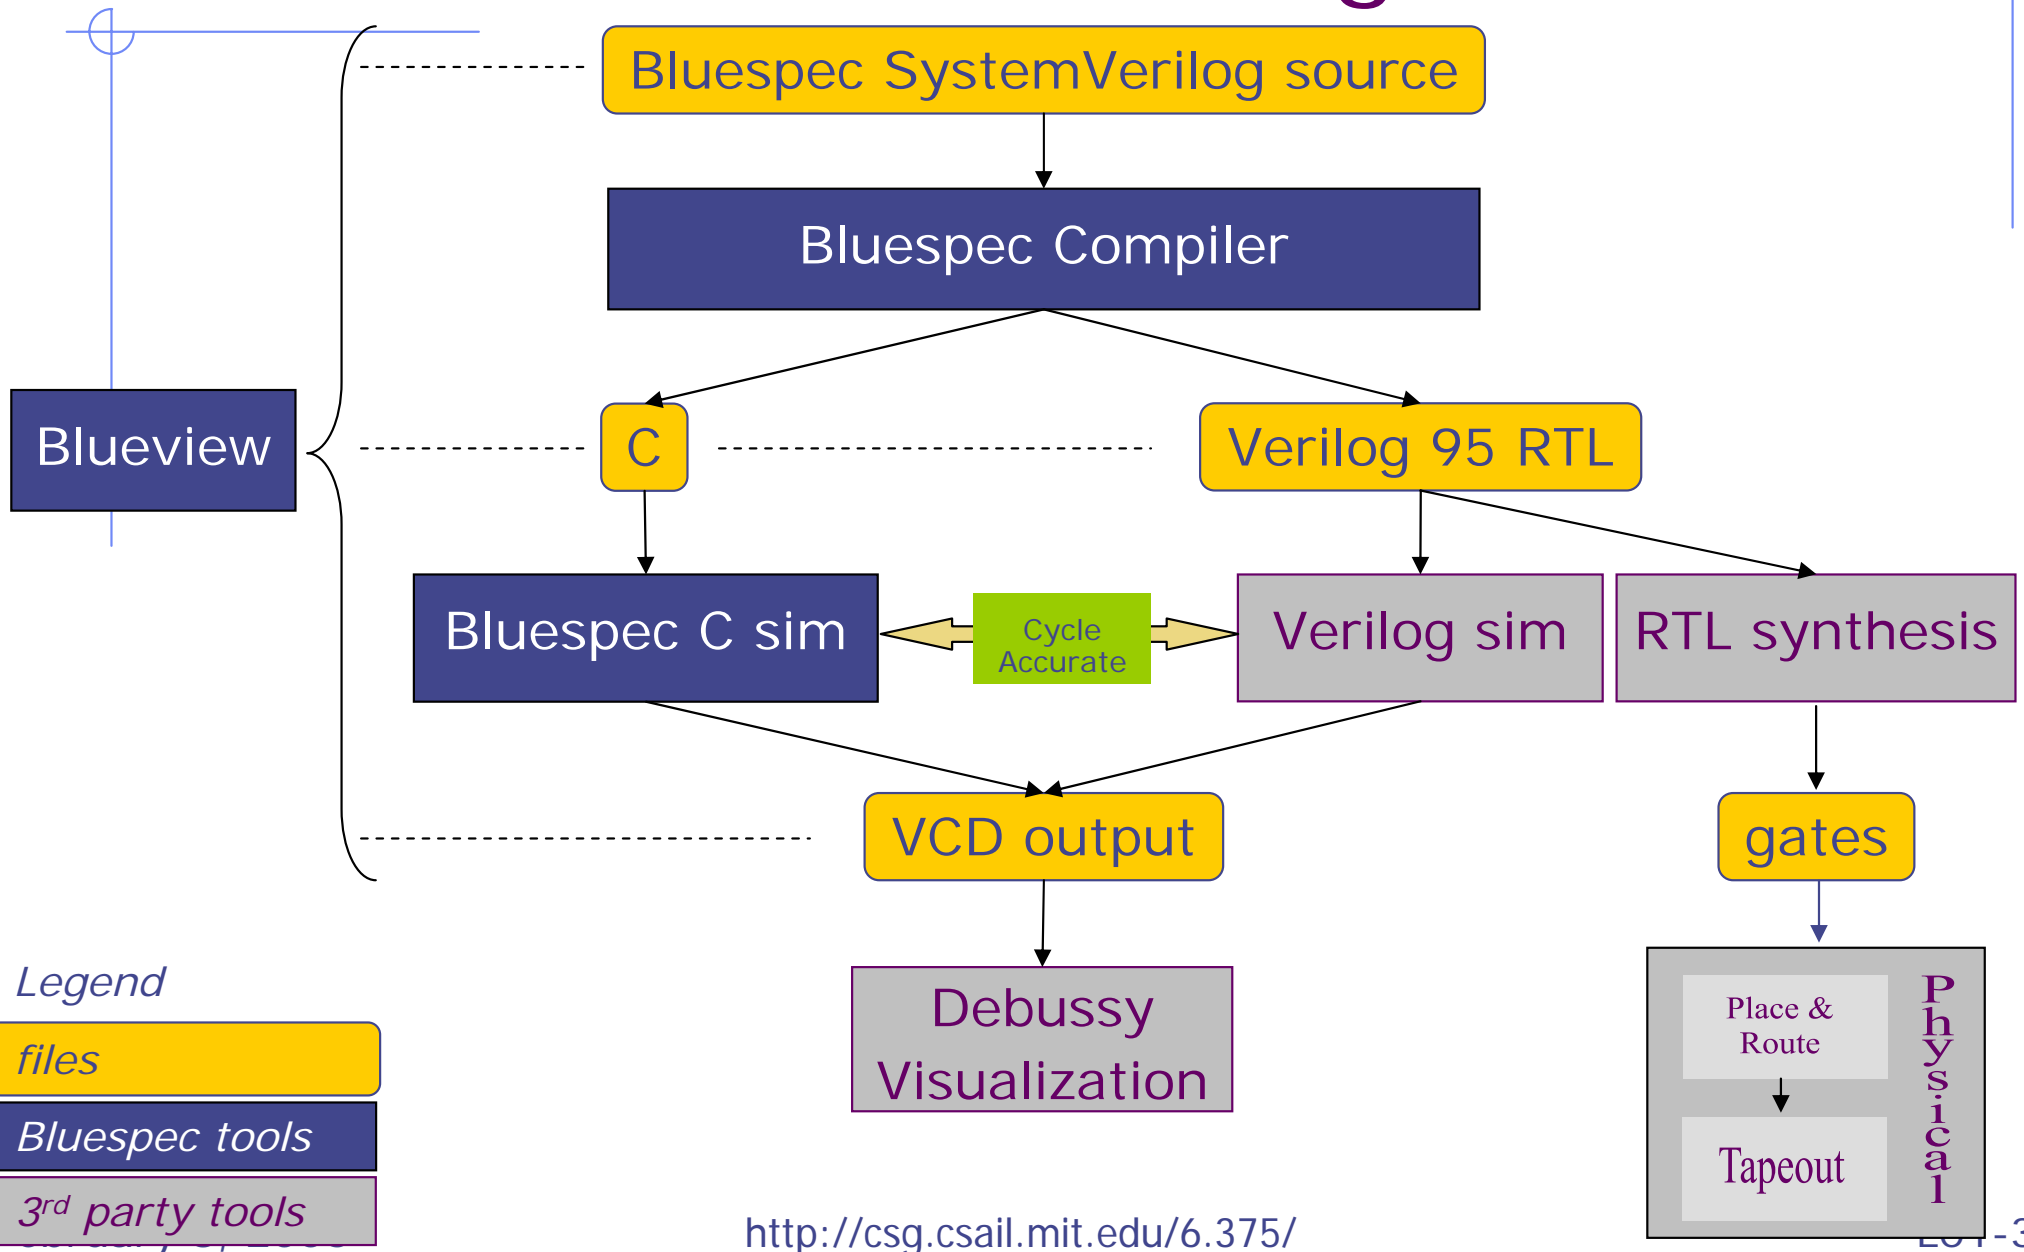 Bluespec SystemVerilog source
Bluespec Compiler
Blueview
C
Verilog 95 RTL
Bluespec C sim
Cycle
Accurate
Verilog sim
RTL synthesis
VCD output
gates
Legend
files
Bluespec tools
3rd party tools
Debussy
Visualization
Place &
Route
Tapeout
Physical
http://csg.csail.mit.edu/6.375/